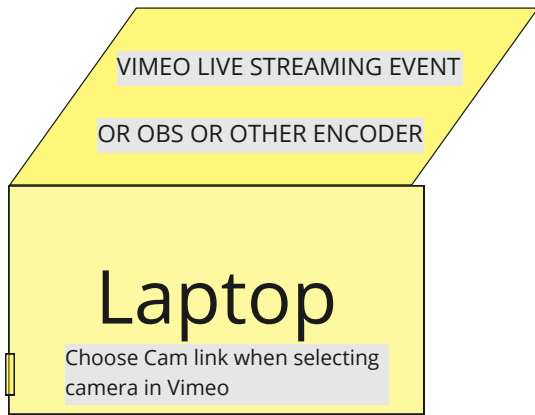 VIMEO LIVE STREAMING EVENT
OR OBS OR OTHER ENCODER
Laptop
Choose Cam link when selecting
camera in Vimeo